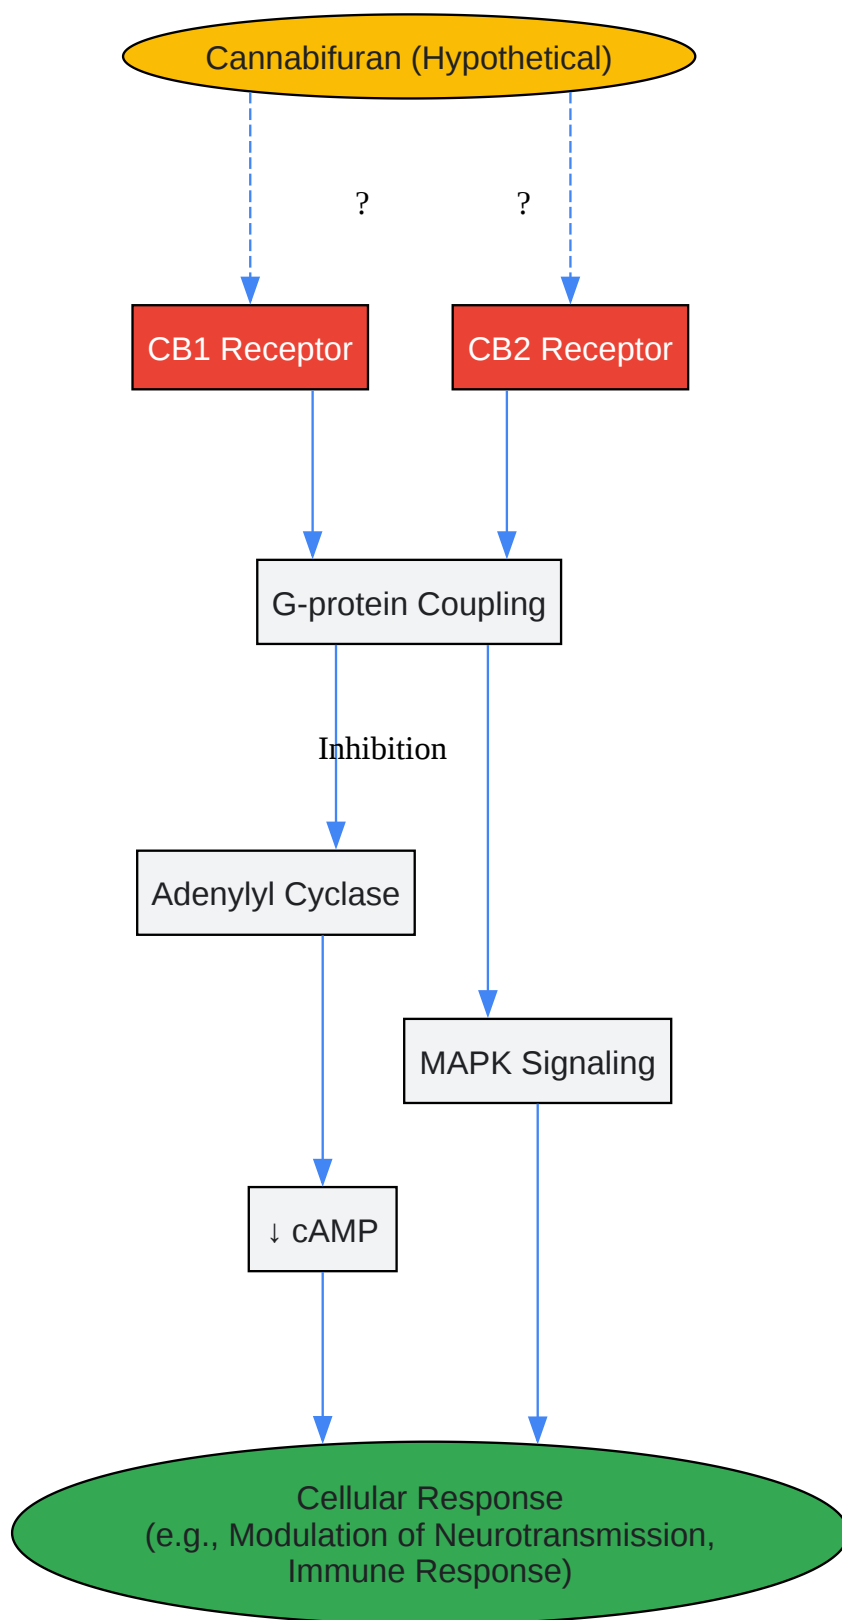 Cannabifuran (Hypothetical)
? ?
CB1 Receptor CB2 Receptor
G-protein Coupling
Inhibition
Adenylyl Cyclase
MAPK Signaling
↓ cAMP
Cellular Response
(e.g., Modulation of Neurotransmission,
Immune Response)